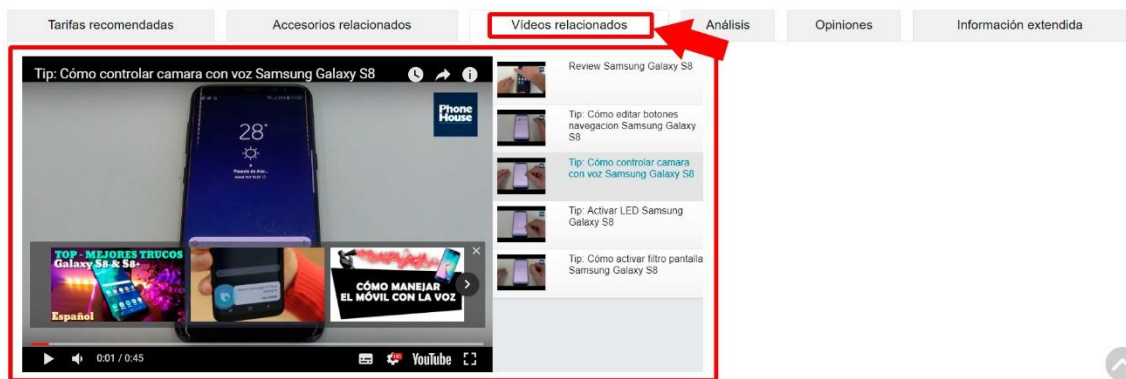 Tarifas recomendadas
Accesorios relacionados
Vídeos relacionados
Análisis
Opiniones
Información extendida
Tip: Cómo controlar camara con voz Samsung Galaxy S8
Phone
House
28°
TOP - MEJORES TRUCOS
Galaxy S8 & S8+
Español
CÓMO MANEJAR
EL MÓVIL CON LA VOZ
0:01 / 0:45
HD
YouTube
Review Samsung Galaxy S8
Tip: Cómo editar botones
navegacion Samsung Galaxy
S8
Tip: Cómo controlar camara
con voz Samsung Galaxy S8
Tip: Activar LED Samsung
Galaxy S8
Tip: Cómo activar filtro pantalla
Samsung Galaxy S8